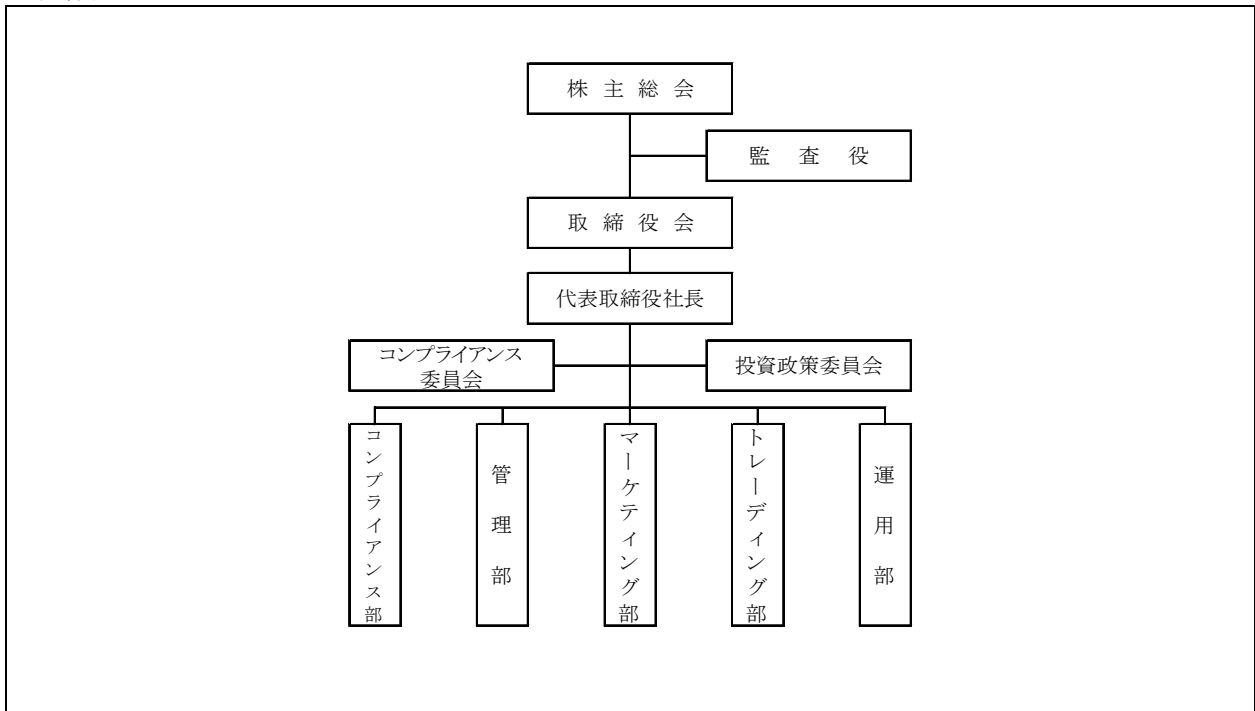 株主総会
監査役
取締役会
代表取締役社長
コンプライアンス
委員会
投資政策委員会
コンプライアンス部
管理部
マーケティング部
トレーディング部
運用部